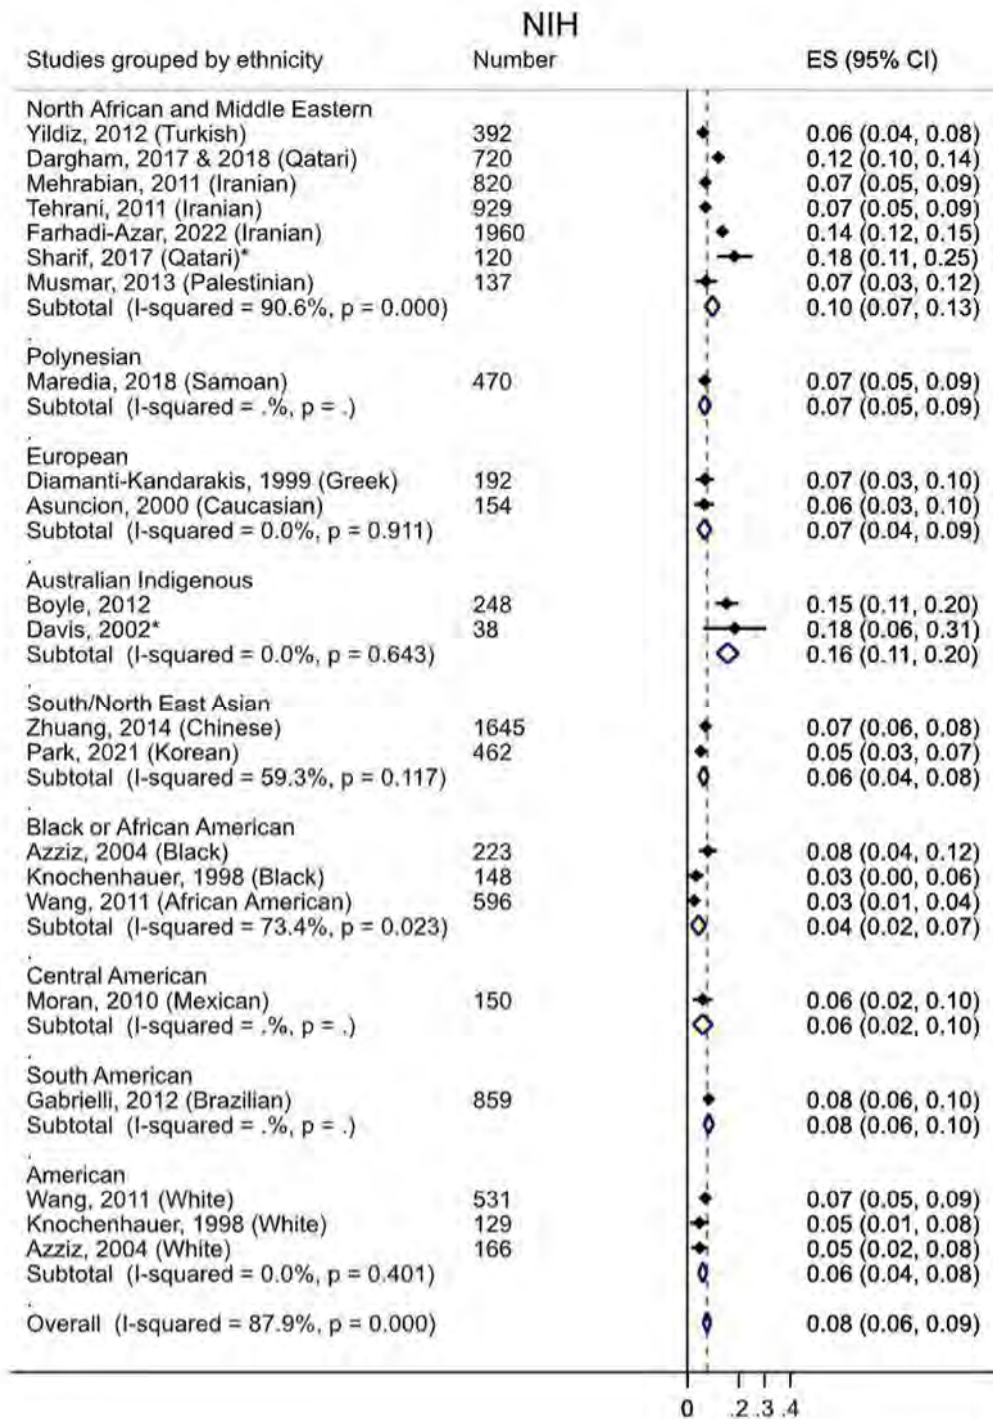 NIH
Studies grouped by ethnicity Number ES (95% CI)
North African and Middle Eastern
Yildiz, 2012 (Turkish) 392 0.06 (0.04, 0.08)
Dargham, 2017 & 2018 (Qatari) 720 0.12 (0.10, 0.14)
Mehrabian, 2011 (Iranian) 820 0.07 (0.05, 0.09)
Tehrani, 2011 (Iranian) 929 0.07 (0.05, 0.09)
Farhadi-Azar, 2022 (Iranian) 1960 0.14 (0.12, 0.15)
Sharif, 2017 (Qatari)* 120 0.18 (0.11, 0.25)
Musmar, 2013 (Palestinian) 137 0.07 (0.03, 0.12)
Subtotal (I-squared = 90.6%, p = 0.000) 0.10 (0.07, 0.13)
.
Polynesian
Maredia, 2018 (Samoan) 470 0.07 (0.05, 0.09)
Subtotal (I-squared = .%, p = .) 0.07 (0.05, 0.09)
.
European
Diamanti-Kandarakis, 1999 (Greek) 192 0.07 (0.03, 0.10)
Asuncion, 2000 (Caucasian) 154 0.06 (0.03, 0.10)
Subtotal (I-squared = 0.0%, p = 0.911) 0.07 (0.04, 0.09)
.
Australian Indigenous
Boyle, 2012 248 0.15 (0.11, 0.20)
Davis, 2002* 38 0.18 (0.06, 0.31)
Subtotal (I-squared = 0.0%, p = 0.643) 0.16 (0.11, 0.20)
.
South/North East Asian
Zhuang, 2014 (Chinese) 1645 0.07 (0.06, 0.08)
Park, 2021 (Korean) 462 0.05 (0.03, 0.07)
Subtotal (I-squared = 59.3%, p = 0.117) 0.06 (0.04, 0.08)
.
Black or African American
Azziz, 2004 (Black) 223 0.08 (0.04, 0.12)
Knochenhauer, 1998 (Black) 148 0.03 (0.00, 0.06)
Wang, 2011 (African American) 596 0.03 (0.01, 0.04)
Subtotal (I-squared = 73.4%, p = 0.023) 0.04 (0.02, 0.07)
.
Central American
Moran, 2010 (Mexican) 150 0.06 (0.02, 0.10)
Subtotal (I-squared = .%, p = .) 0.06 (0.02, 0.10)
.
South American
Gabrielli, 2012 (Brazilian) 859 0.08 (0.06, 0.10)
Subtotal (I-squared = .%, p = .) 0.08 (0.06, 0.10)
.
American
Wang, 2011 (White) 531 0.07 (0.05, 0.09)
Knochenhauer, 1998 (White) 129 0.05 (0.01, 0.08)
Azziz, 2004 (White) 166 0.05 (0.02, 0.08)
Subtotal (I-squared = 0.0%, p = 0.401) 0.06 (0.04, 0.08)
.
Overall (I-squared = 87.9%, p = 0.000) 0.08 (0.06, 0.09)
0 .2 .3 .4